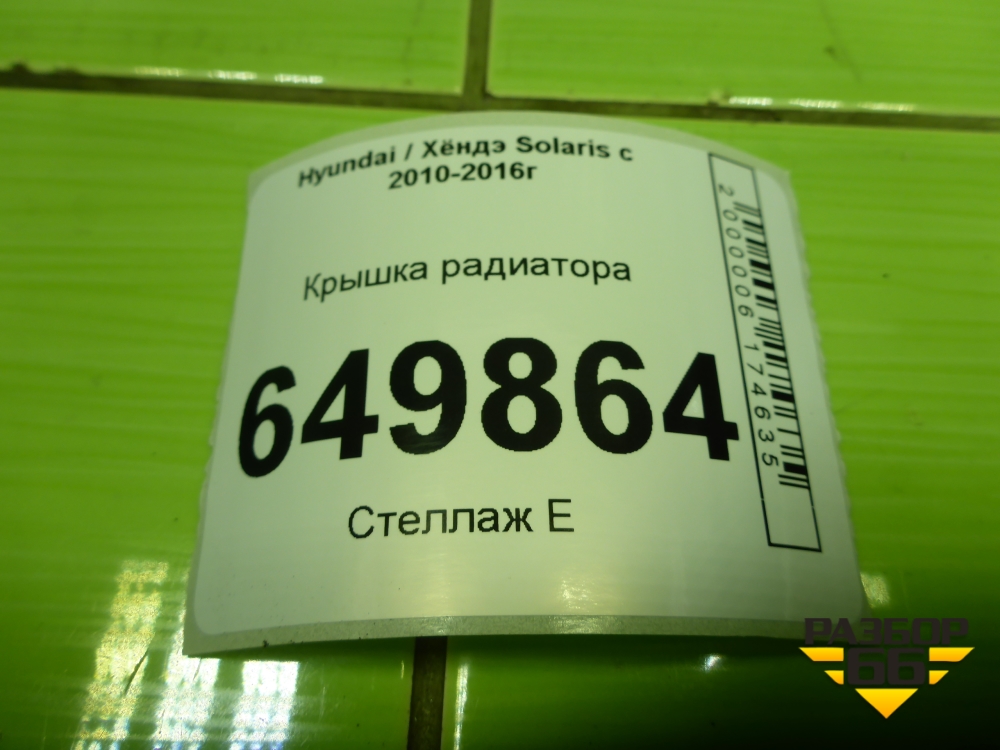 Hyundai / Хёндэ Solaris с
2010-2016г
Крышка радиатора
649864
Стеллаж Е
2000006174635
РАЗБОР
66